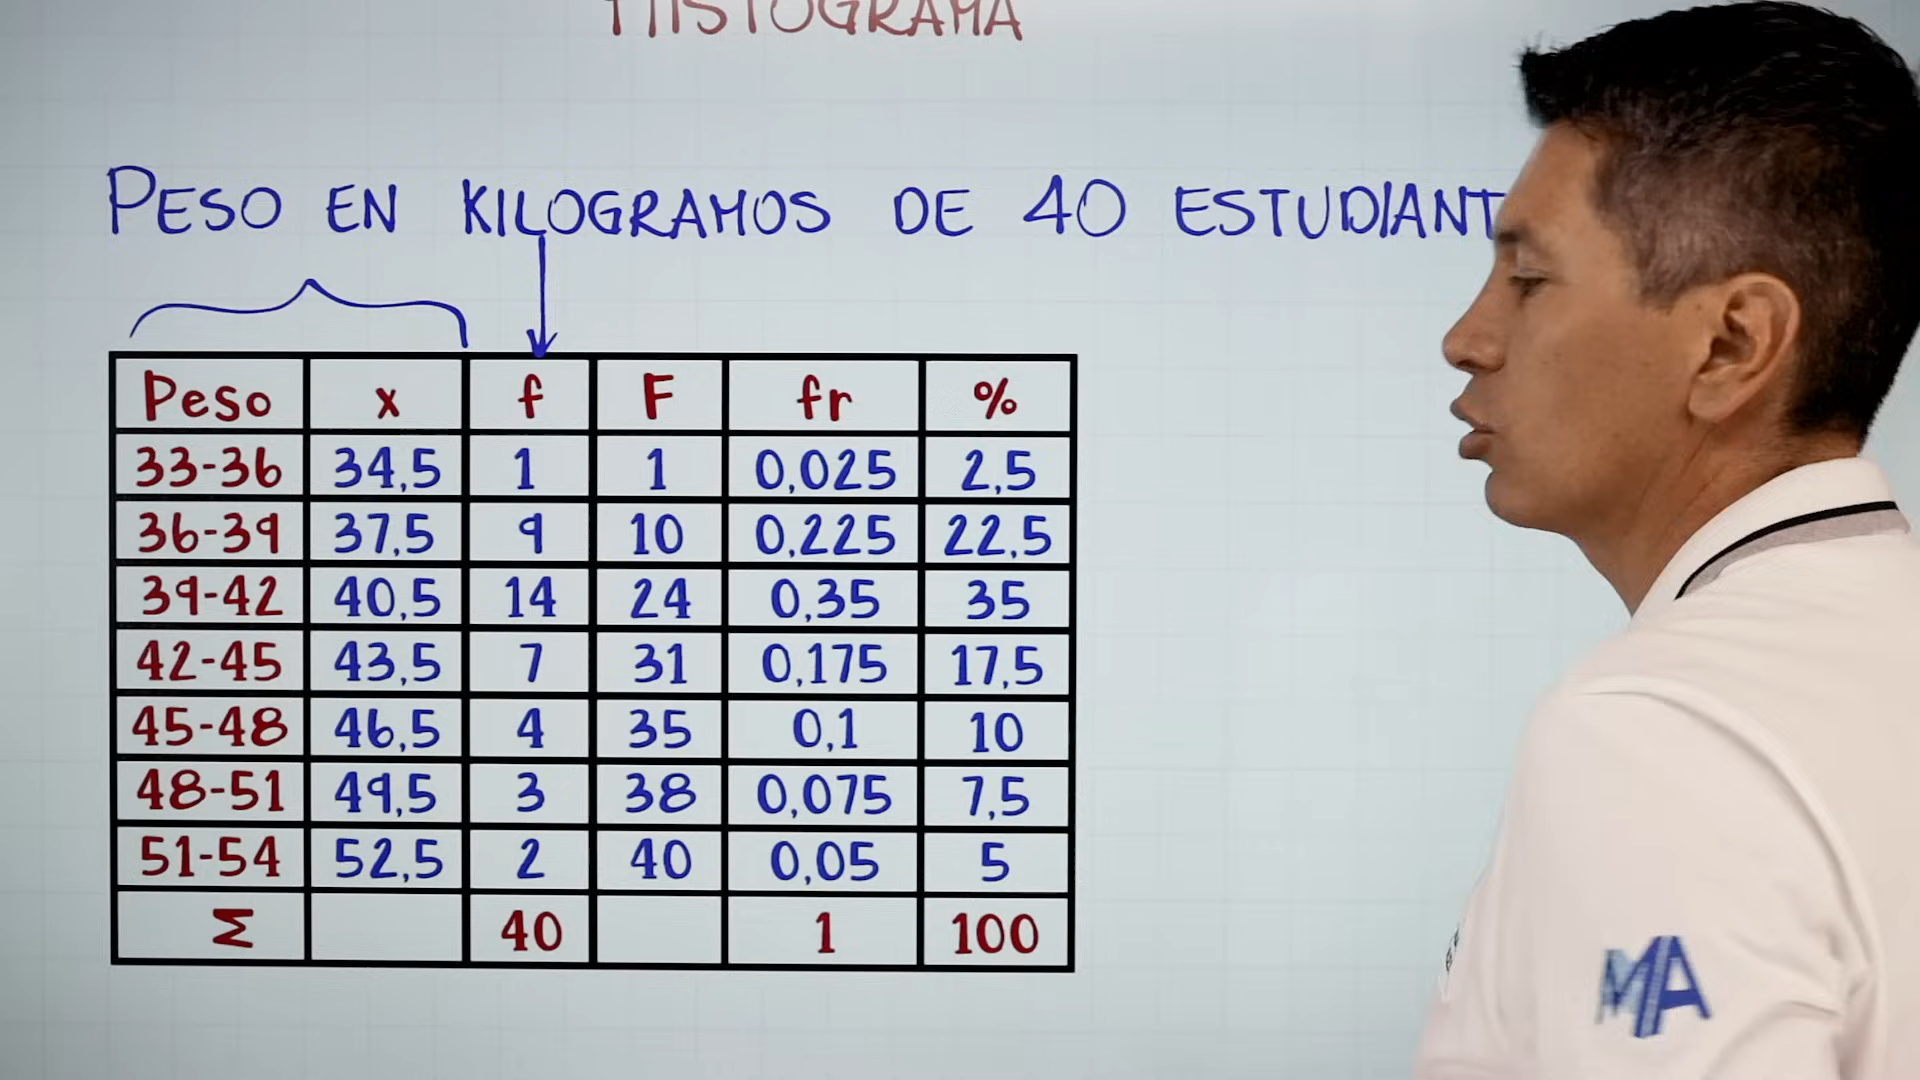 HISTOGRAMA
PESO EN KILOGRAMOS DE 40 ESTUDIANT
Peso x f F fr %
33-36 34,5 1 1 0,025 2,5
36-39 37,5 9 10 0,225 22,5
39-42 40,5 14 24 0,35 35
42-45 43,5 7 31 0,175 17,5
45-48 46,5 4 35 0,1 10
48-51 49,5 3 38 0,075 7,5
51-54 52,5 2 40 0,05 5
Σ 40 1 100
MA